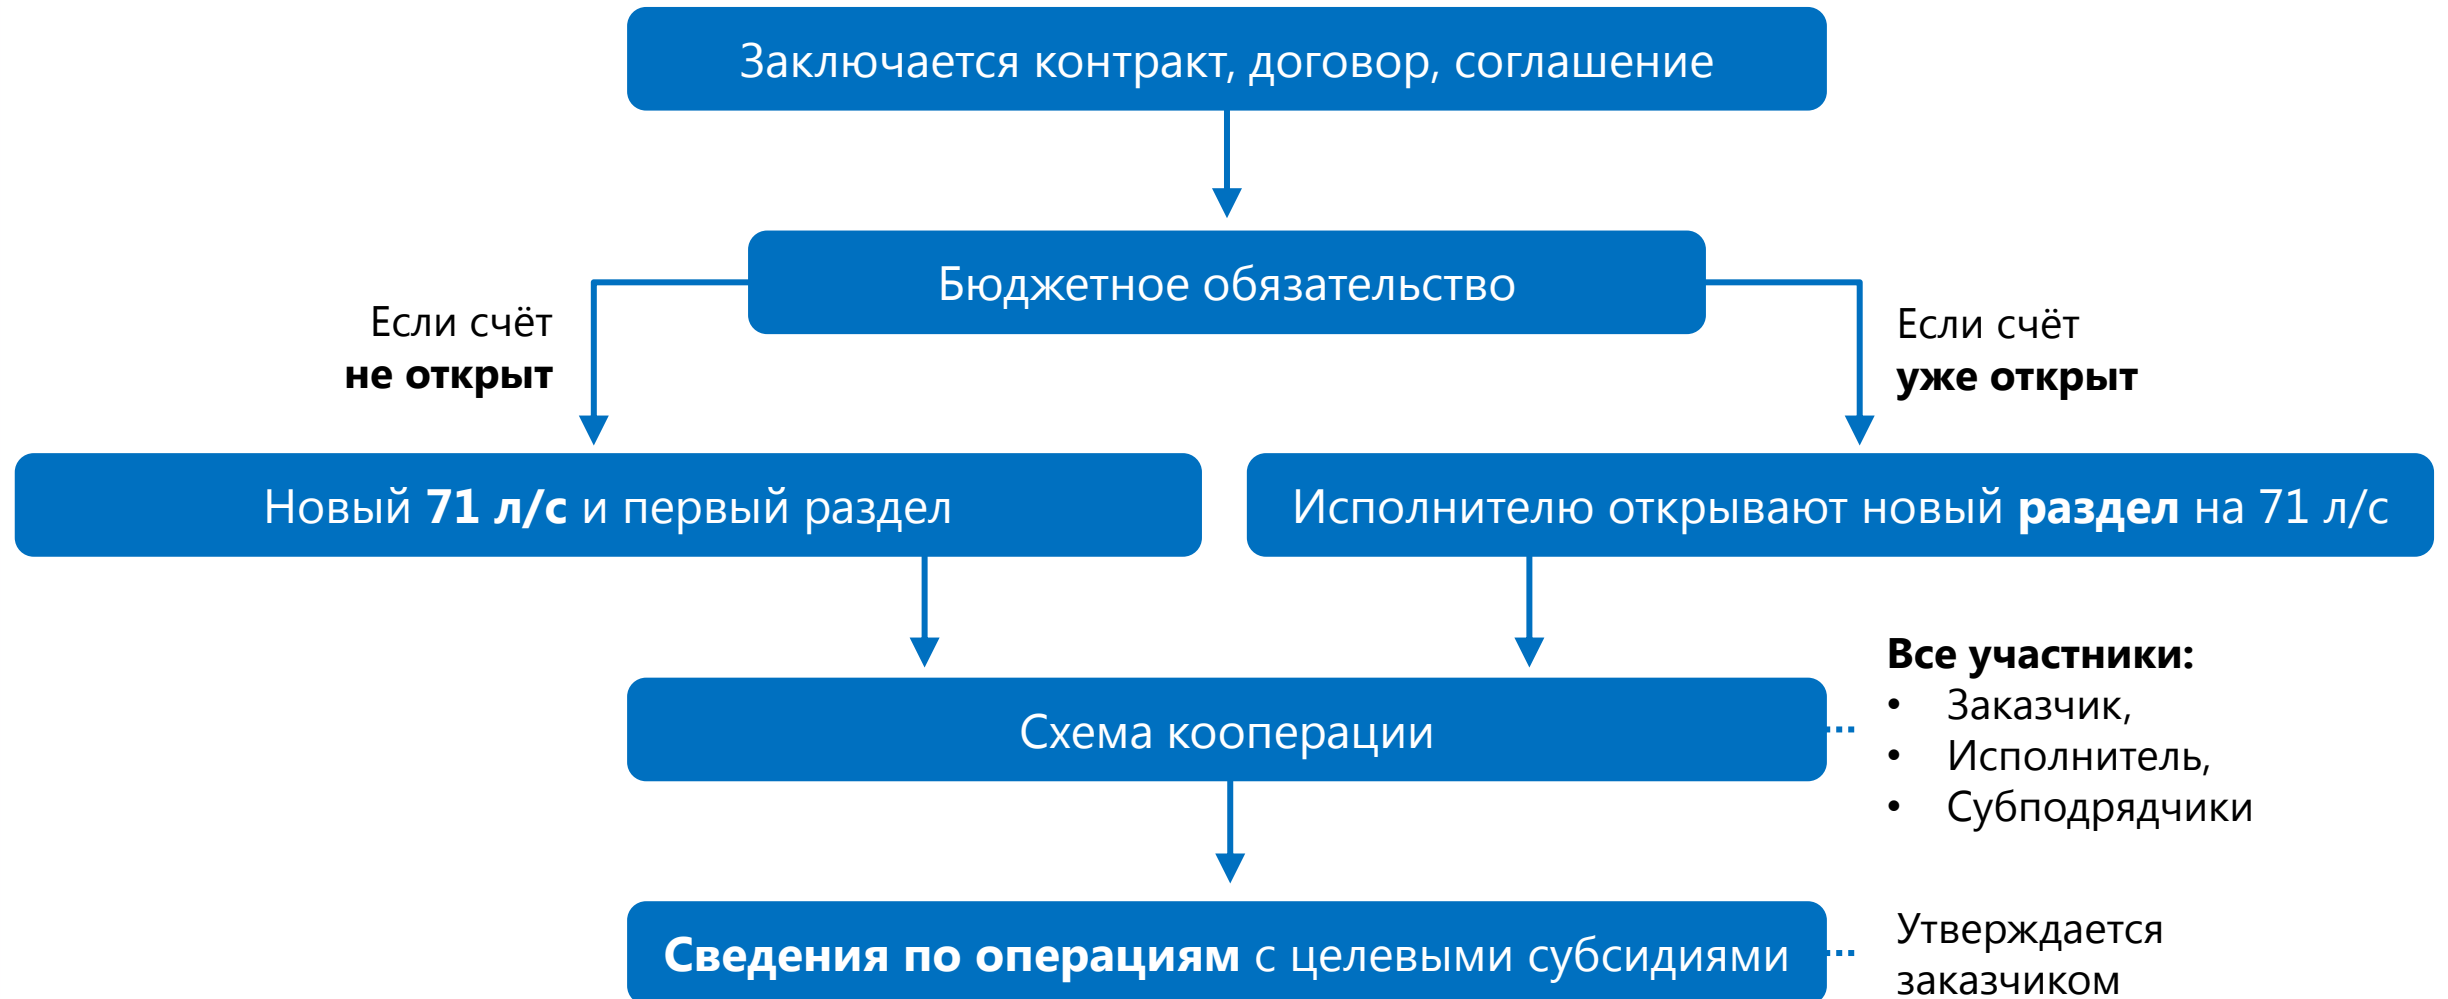 Заключается контракт, договор, соглашение
Бюджетное обязательство
Если счёт
не открыт
Если счёт
уже открыт
Новый 71 л/с и первый раздел
Исполнителю открывают новый раздел на 71 л/с
Схема кооперации
Все участники:
• Заказчик,
• Исполнитель,
• Субподрядчики
Сведения по операциям с целевыми субсидиями
Утверждается
заказчиком